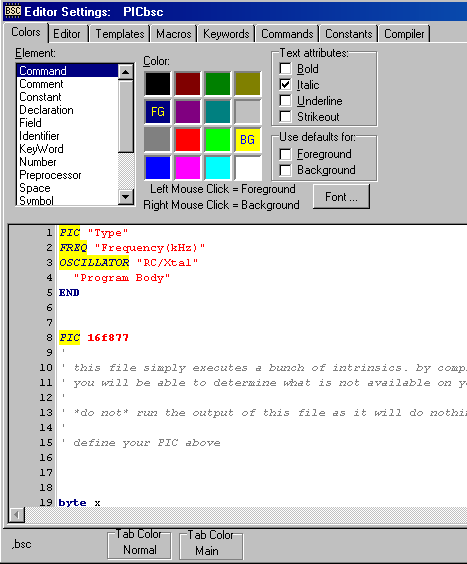 BSC Editor Settings: PICbsc
Colors Editor Templates Macros Keywords Commands Constants Compiler
Element:
Command
Comment
Constant
Declaration
Field
Identifier
KeyWord
Number
Preprocessor
Space
Symbol
Color:
FG
BG
Left Mouse Click = Foreground
Right Mouse Click = Background
Text attributes:
Bold
Italic
Underline
Strikeout
Use defaults for:
Foreground
Background
Font ...
1 PIC "Type"
2 FREQ "Frequency(kHz)"
3 OSCILLATOR "RC/Xtal"
4 "Program Body"
5 END
6
7
8 PIC 16f877
9 '
10 ' this file simply executes a bunch of intrinsics. by compi
11 ' you will be able to determine what is not available on yo
12 '
13 ' *do not* run the output of this file as it will do nothin
14 '
15 ' define your PIC above
16
17
18
19 byte x
.bsc
Tab Color
Normal
Tab Color
Main